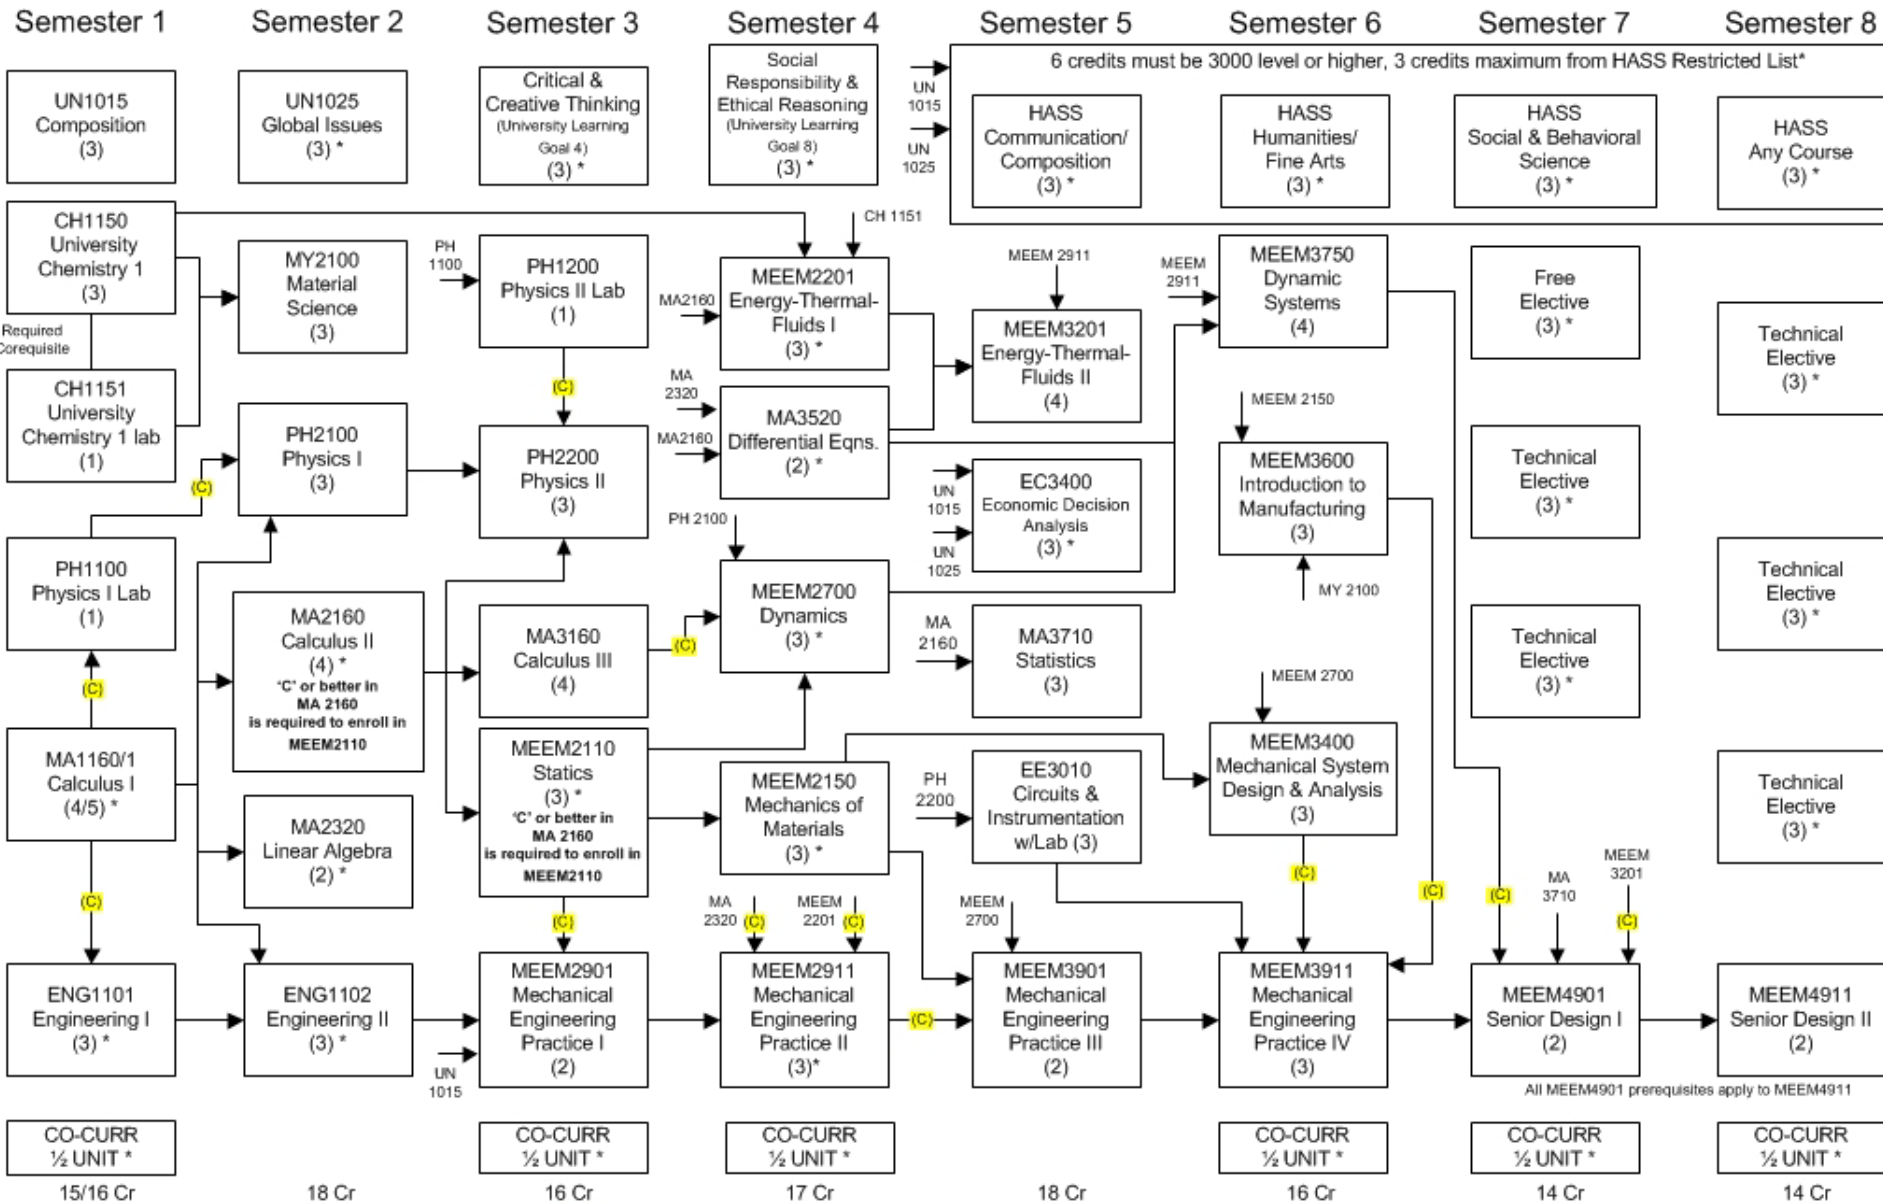 Semester 1
Semester 2
Semester 3
Semester 4
Semester 5
Semester 6
Semester 7
Semester 8
UN1015
Composition
(3)
CH1150
University
Chemistry 1
(3)
Required
Corequisite
CH1151
University
Chemistry 1 lab
(1)
(C)
PH1100
Physics I Lab
(1)
(C)
MA1160/1
Calculus I
(4/5) *
(C)
ENG1101
Engineering I
(3) *
CO-CURR
½ UNIT *
15/16 Cr
UN1025
Global Issues
(3) *
MY2100
Material
Science
(3)
PH2100
Physics I
(3)
MA2160
Calculus II
(4) *
"C" or better in
MA 2160
is required to enroll in
MEEM2110
MA2320
Linear Algebra
(2) *
ENG1102
Engineering II
(3) *
18 Cr
Critical &
Creative Thinking
(University Learning
Goal 4)
(3) *
PH
1100
PH1200
Physics II Lab
(1)
(C)
PH2200
Physics II
(3)
MA3160
Calculus III
(4)
(C)
MEEM2110
Statics
(3) *
"C" or better in
MA 2160
is required to enroll in
MEEM2110
(C)
MEEM2901
Mechanical
Engineering
Practice I
(2)
UN
1015
CO-CURR
½ UNIT *
16 Cr
Social
Responsibility &
Ethical Reasoning
(University Learning
Goal 8)
(3) *
CH 1151
MA2160
MEEM2201
Energy-Thermal-
Fluids I
(3) *
MA
2320
MA2160
MA3520
Differential Eqns.
(2) *
PH 2100
MEEM2700
Dynamics
(3) *
MEEM2150
Mechanics of
Materials
(3) *
MA
2320
(C)
MEEM
2201
(C)
MEEM2911
Mechanical
Engineering
Practice II
(3)*
(C)
CO-CURR
½ UNIT *
17 Cr
UN
1015
UN
1025
6 credits must be 3000 level or higher, 3 credits maximum from HASS Restricted List*
HASS
Communication/
Composition
(3) *
MEEM 2911
MEEM3201
Energy-Thermal-
Fluids II
(4)
UN
1015
UN
1025
EC3400
Economic Decision
Analysis
(3) *
MA
2160
MA3710
Statistics
(3)
PH
2200
EE3010
Circuits &
Instrumentation
w/Lab (3)
MEEM
2700
MEEM3901
Mechanical
Engineering
Practice III
(2)
18 Cr
HASS
Humanities/
Fine Arts
(3) *
MEEM
2911
MEEM3750
Dynamic
Systems
(4)
MEEM 2150
MEEM3600
Introduction to
Manufacturing
(3)
MY 2100
MEEM 2700
MEEM3400
Mechanical System
Design & Analysis
(3)
(C)
(C)
MEEM3911
Mechanical
Engineering
Practice IV
(3)
CO-CURR
½ UNIT *
16 Cr
HASS
Social & Behavioral
Science
(3) *
Free
Elective
(3) *
Technical
Elective
(3) *
Technical
Elective
(3) *
(C)
MA
3710
MEEM
3201
(C)
MEEM4901
Senior Design I
(2)
CO-CURR
½ UNIT *
14 Cr
HASS
Any Course
(3) *
Technical
Elective
(3) *
Technical
Elective
(3) *
Technical
Elective
(3) *
MEEM4911
Senior Design II
(2)
All MEEM4901 prerequisites apply to MEEM4911
CO-CURR
½ UNIT *
14 Cr